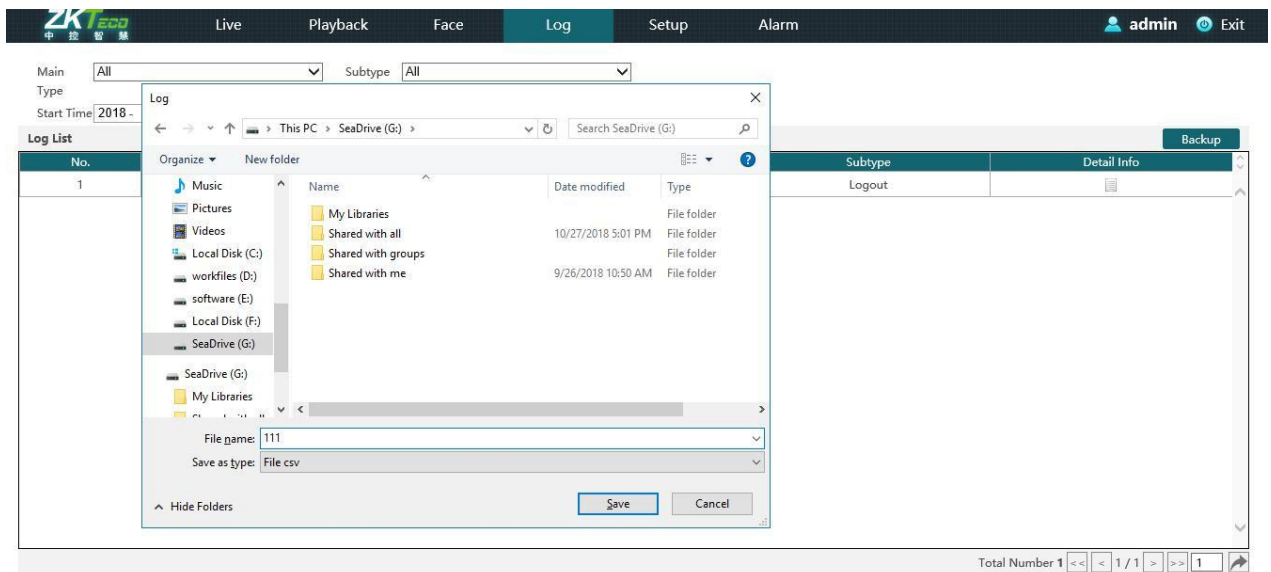 ZKTeco
中控智慧
Live Playback Face Log Setup Alarm admin Exit
Main Type All Subtype All
Start Time 2018 -
Log List Backup
No. Subtype Detail Info
1 Logout
Log
This PC > SeaDrive (G:) > Search SeaDrive (G:)
Organize New folder
Name Date modified Type
My Libraries File folder
Shared with all 10/27/2018 5:01 PM File folder
Shared with groups File folder
Shared with me 9/26/2018 10:50 AM File folder
Music
Pictures
Videos
Local Disk (C:)
workfiles (D:)
software (E:)
Local Disk (F:)
SeaDrive (G:)
SeaDrive (G:)
My Libraries
File name: 111
Save as type: File csv
Hide Folders Save Cancel
Total Number 1 << < 1 / 1 > >> 1